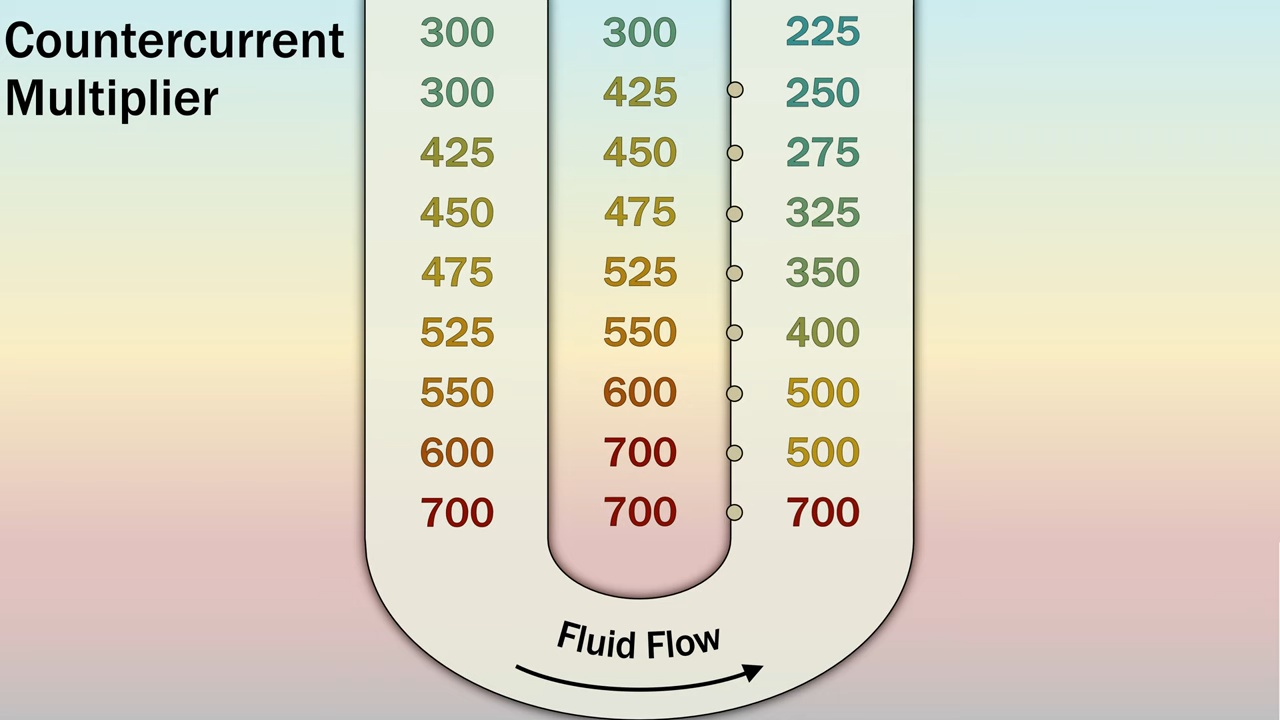 Countercurrent
Multiplier
300 300 225
300 425 250
425 450 275
450 475 325
475 525 350
525 550 400
550 600 500
600 700 500
700 700 700
Fluid Flow